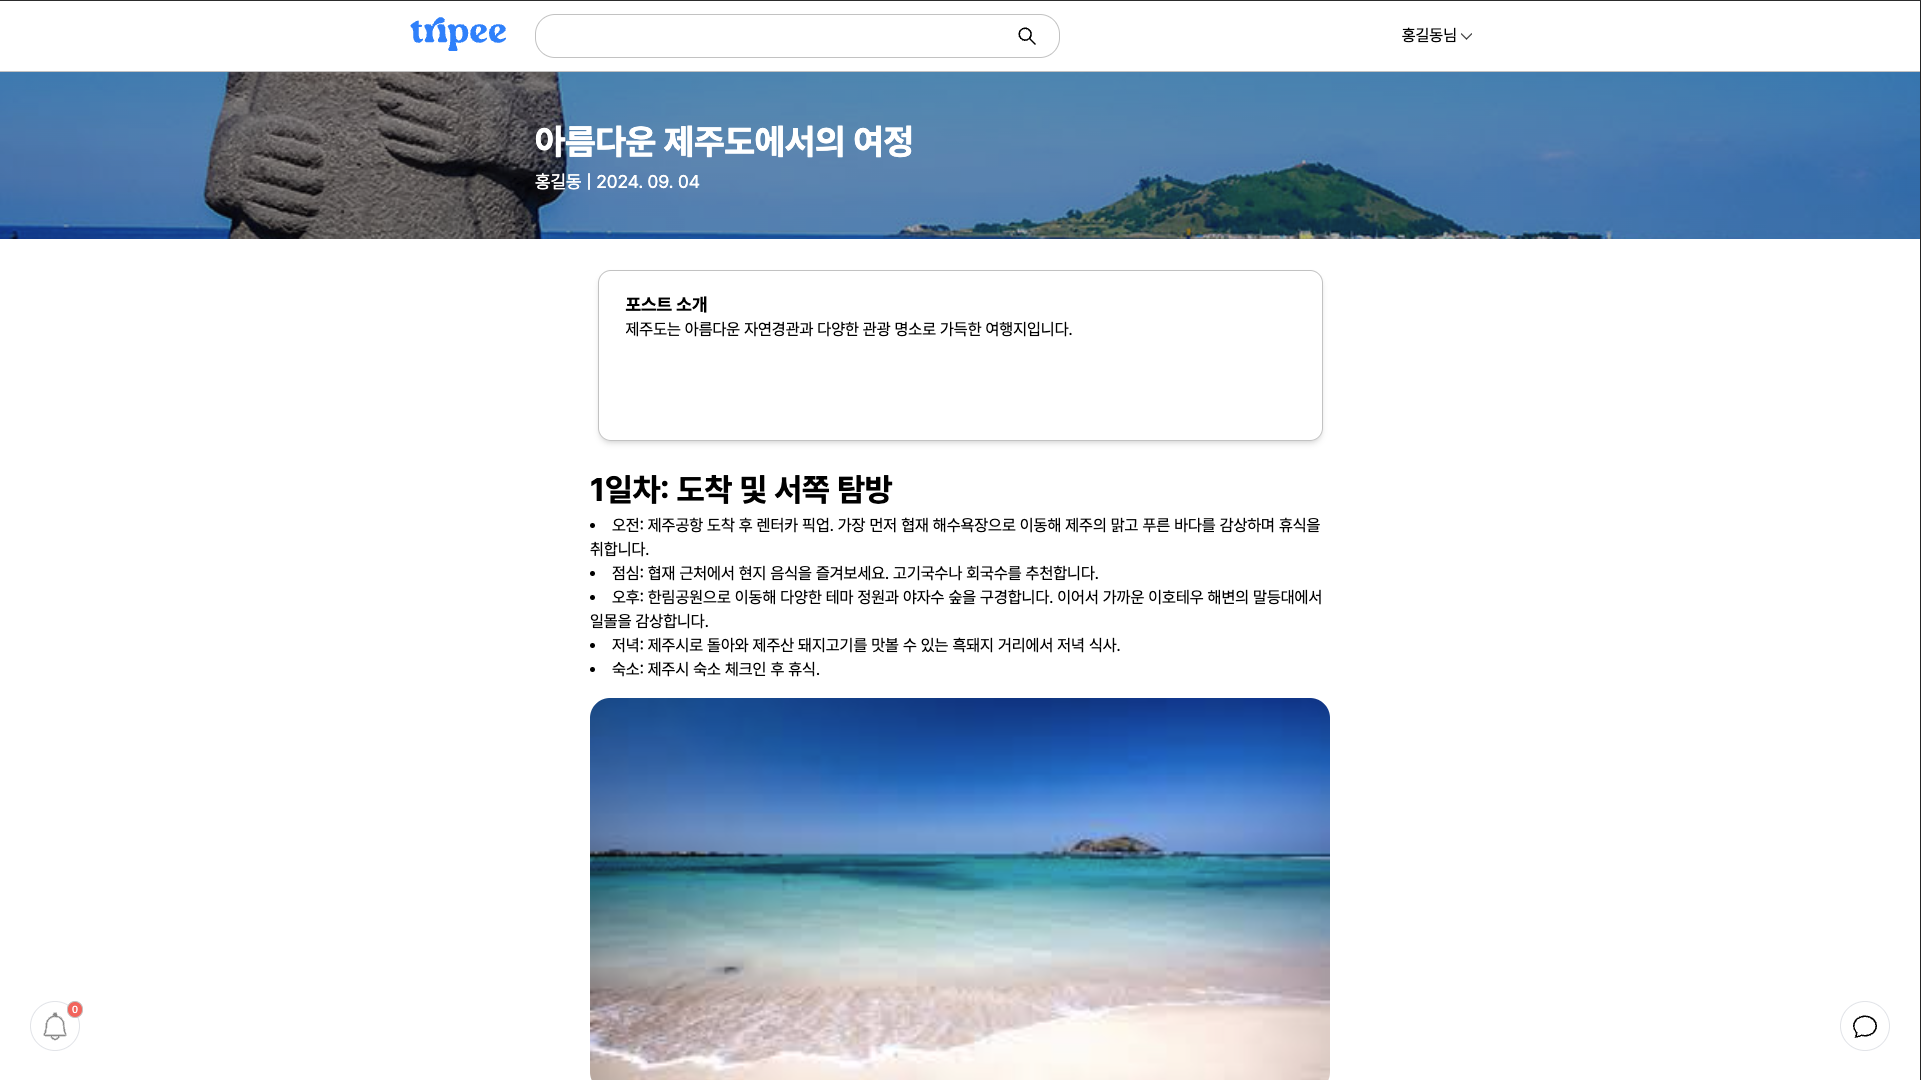 tripee
홍길동님
아름다운 제주도에서의 여정
홍길동 | 2024. 09. 04
포스트 소개
제주도는 아름다운 자연경관과 다양한 관광 명소로 가득한 여행지입니다.
1일차: 도착 및 서쪽 탐방
• 오전: 제주공항 도착 후 렌터카 픽업. 가장 먼저 협재 해수욕장으로 이동해 제주의 맑고 푸른 바다를 감상하며 휴식을
취합니다.
• 점심: 협재 근처에서 현지 음식을 즐겨보세요. 고기국수나 회국수를 추천합니다.
• 오후: 한림공원으로 이동해 다양한 테마 정원과 야자수 숲을 구경합니다. 이어서 가까운 이호테우 해변의 말등대에서
일몰을 감상합니다.
• 저녁: 제주시로 돌아와 제주산 돼지고기를 맛볼 수 있는 흑돼지 거리에서 저녁 식사.
• 숙소: 제주시 숙소 체크인 후 휴식.
0